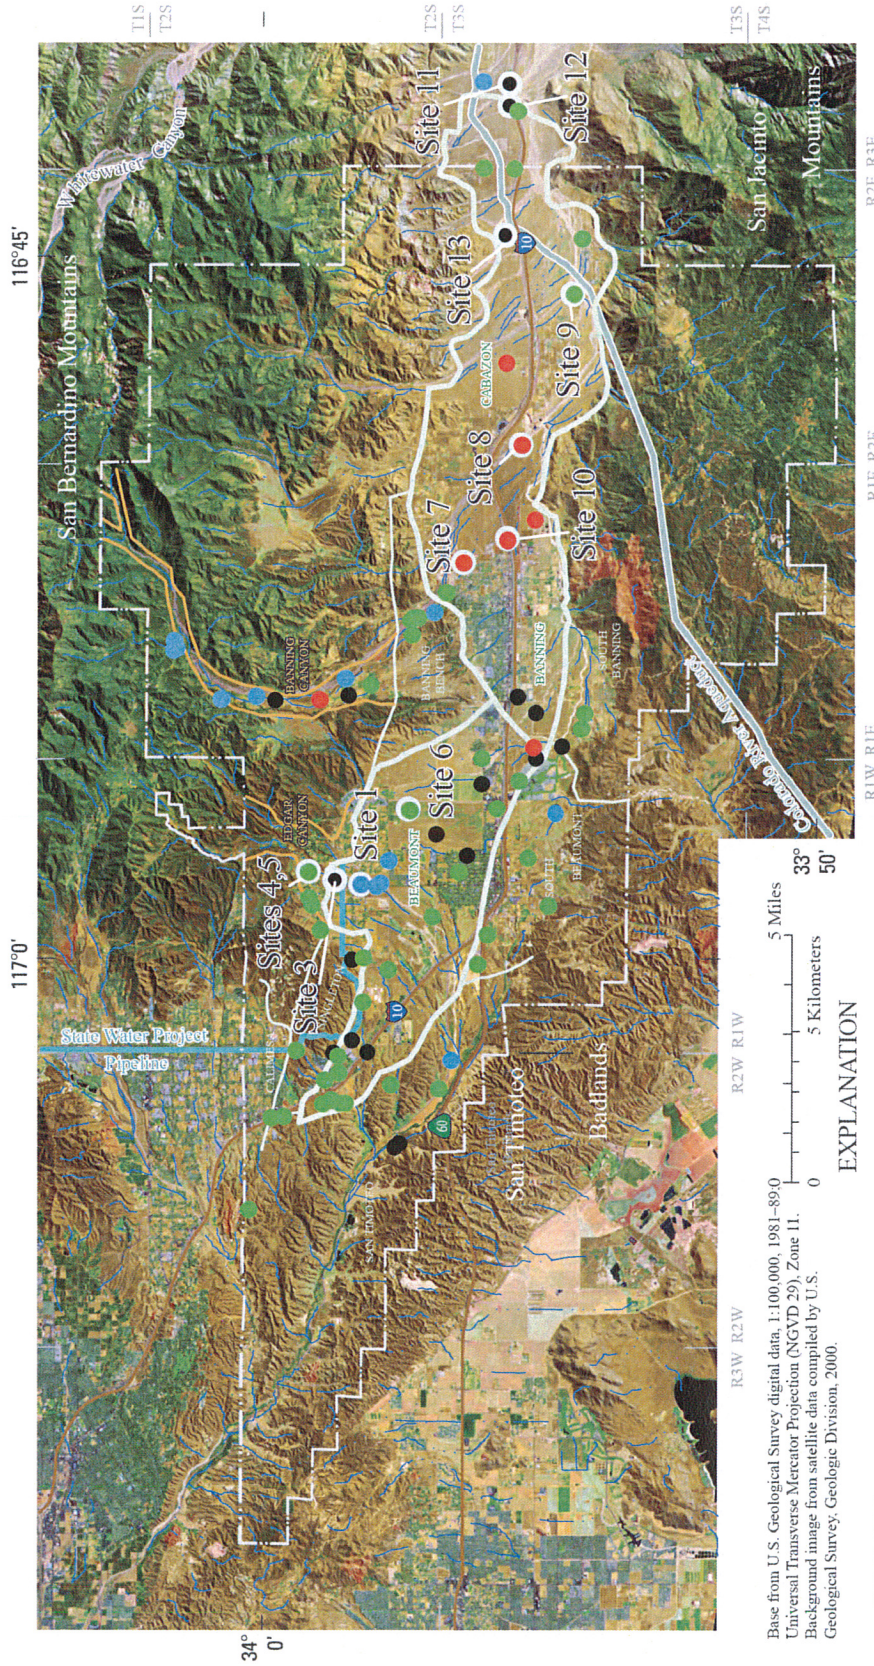 117°0'
116°45'
T1S
T2S
T2S
T3S
T3S
T4S
34°
0'
San Bernardino Mountains
Whitewater Canyon
State Water Project
Pipeline
Sites 4,5
EDGAR
CANYON
BANNING
CANYON
Site 3
CALIMESA
Site 1
Site 6
BEAUMONT
BANNING
BENCH
Site 7
Site 8
CABAZON
Site 13
Site 11
Site 12
Site 9
Site 10
10
10
60
BANNING
SOUTH
BANNING
SOUTH
BEAUMONT
SAN TIMOTEO
San Timoteo
Badlands
Colorado River Aqueduct
San Jacinto
Mountains
R3W R2W
R2W R1W
R1W R1E
R1E R2E
R2E R3E
33°
50'
0
5 Miles
0
5 Kilometers
Base from U.S. Geological Survey digital data, 1:100,000, 1981–89;
Universal Transverse Mercator Projection (NGVD 29), Zone 11.
Background image from satellite data compiled by U.S.
Geological Survey, Geologic Division, 2000.
EXPLANATION